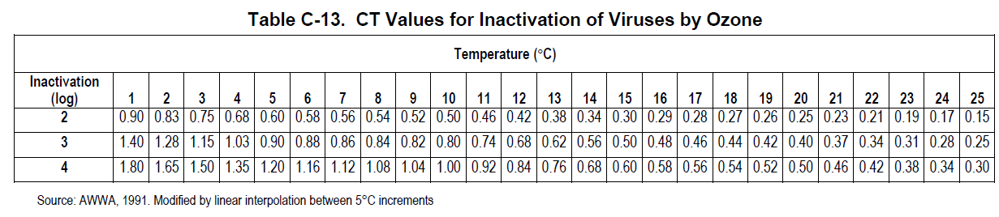 Table C-13. CT Values for Inactivation of Viruses by Ozone
Temperature (°C)
Inactivation (log) 1 2 3 4 5 6 7 8 9 10 11 12 13 14 15 16 17 18 19 20 21 22 23 24 25
2 0.90 0.83 0.75 0.68 0.60 0.58 0.56 0.54 0.52 0.50 0.46 0.42 0.38 0.34 0.30 0.29 0.28 0.27 0.26 0.25 0.23 0.21 0.19 0.17 0.15
3 1.40 1.28 1.15 1.03 0.90 0.88 0.86 0.84 0.82 0.80 0.74 0.68 0.62 0.56 0.50 0.48 0.46 0.44 0.42 0.40 0.37 0.34 0.31 0.28 0.25
4 1.80 1.65 1.50 1.35 1.20 1.16 1.12 1.08 1.04 1.00 0.92 0.84 0.76 0.68 0.60 0.58 0.56 0.54 0.52 0.50 0.46 0.42 0.38 0.34 0.30
Source: AWWA, 1991. Modified by linear interpolation between 5°C increments